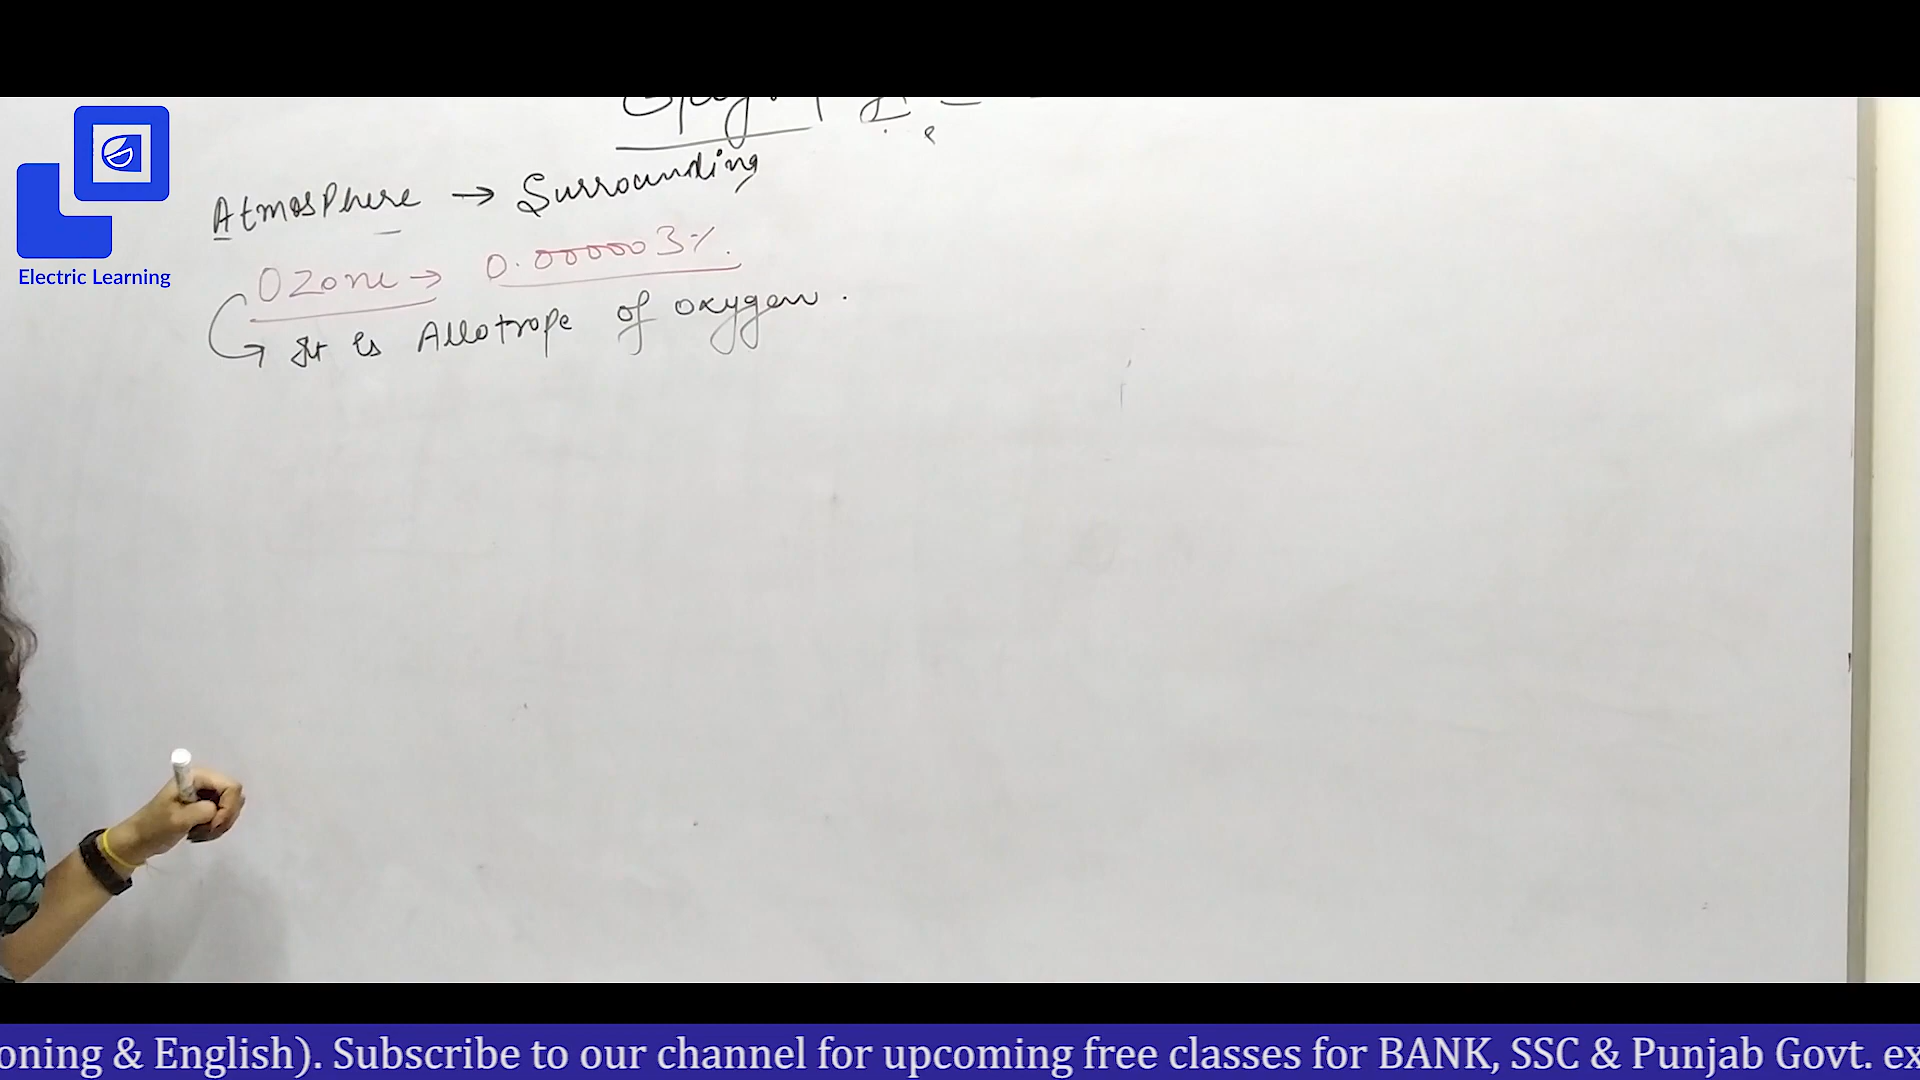 Atmosphere → Surrounding
Ozone → 0.000003%.
It is Allotrope of oxygen.
Electric Learning
oning & English). Subscribe to our channel for upcoming free classes for BANK, SSC & Punjab Govt. ex